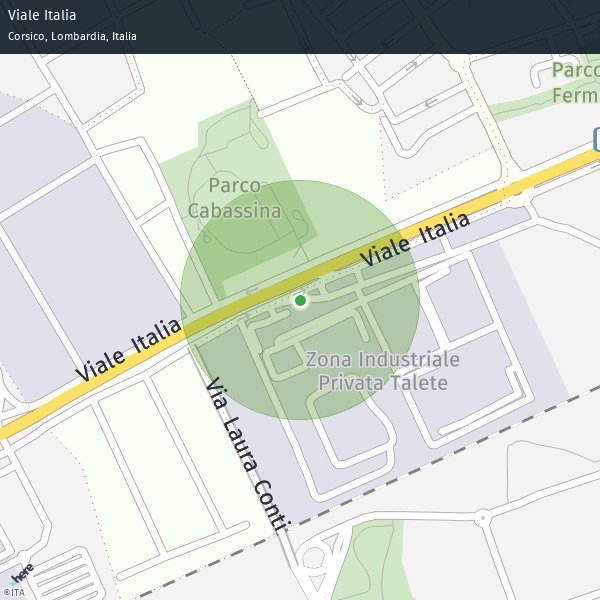 Viale Italia
Corsico, Lombardia, Italia
Parco
Ferm
Parco
Cabassina
Viale Italia
Viale Italia
Zona Industriale
Privata Talete
Via Laura Conti
here
©ITA